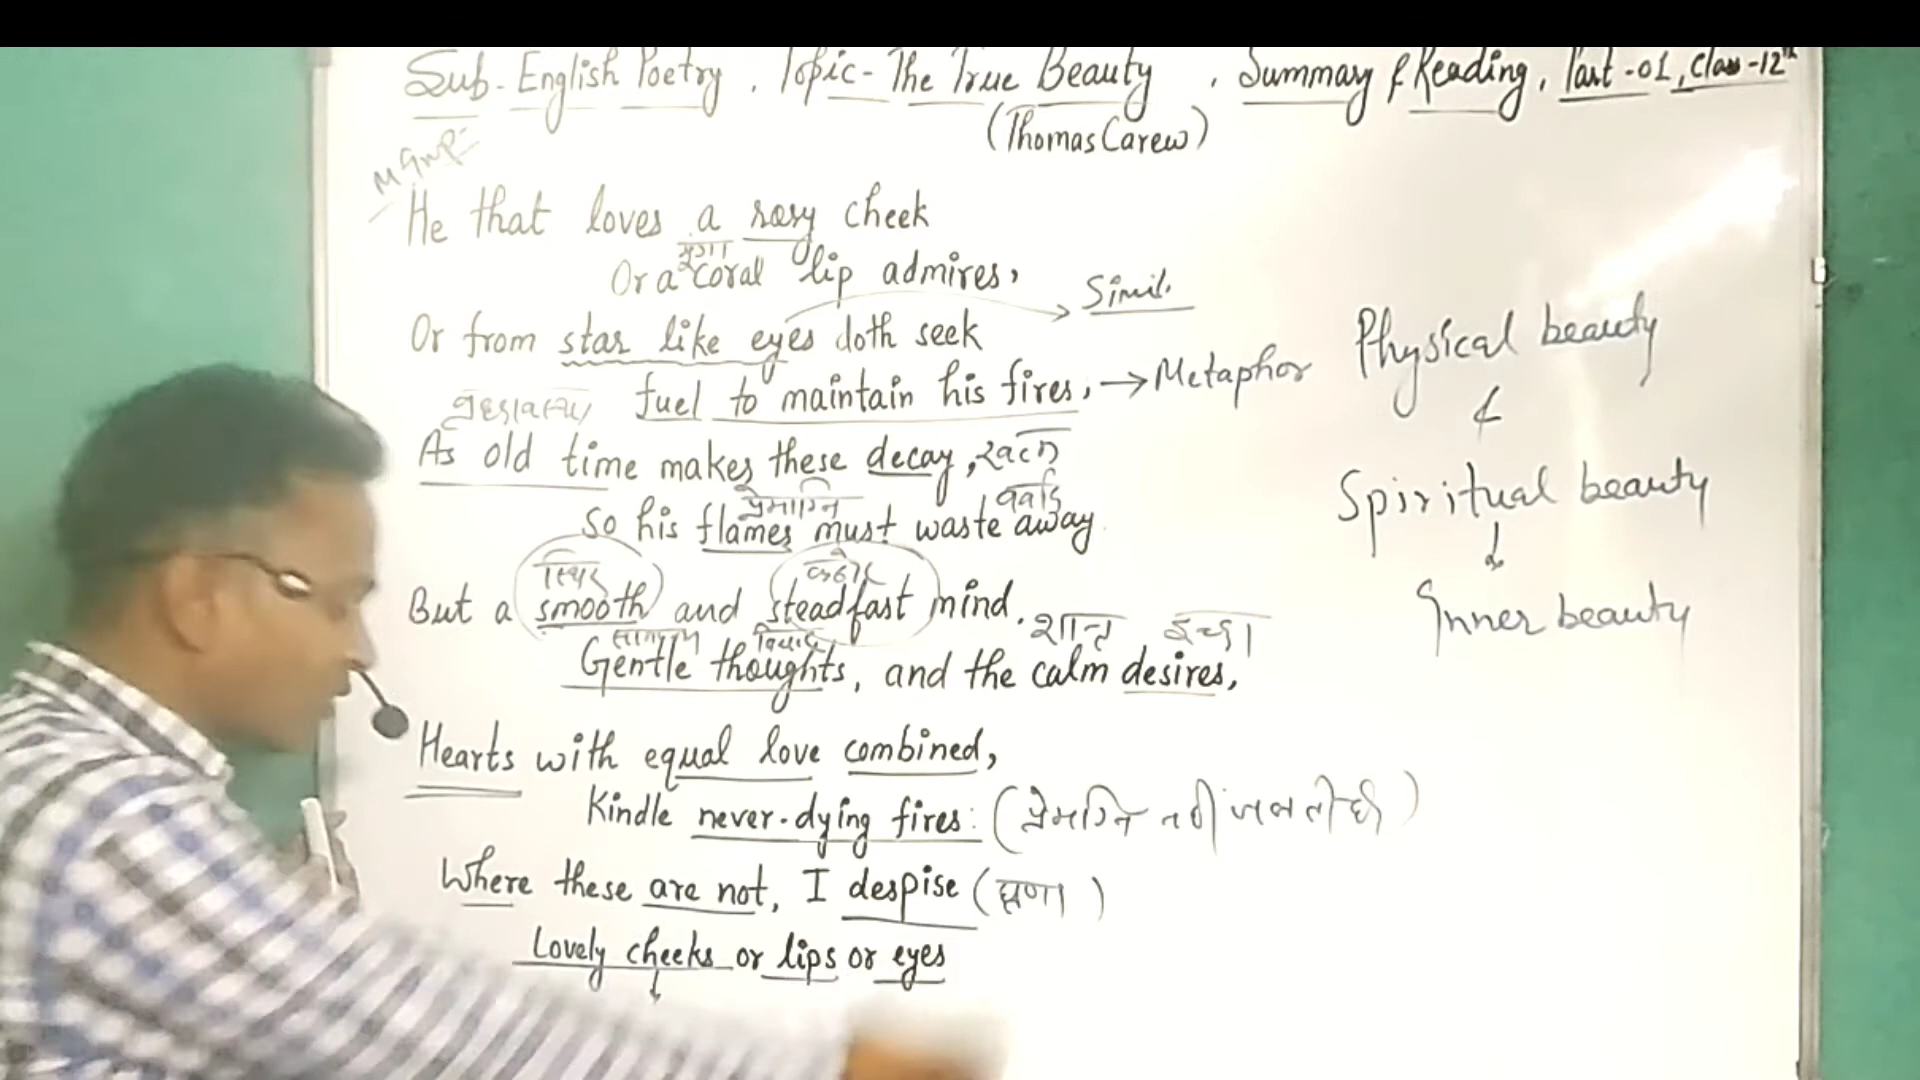 Sub- English Poetry . Topic- The True Beauty . Summary & Reading, Part -01, Class-12th
(Thomas Carew)
He that loves a rosy cheek
मूंगा
Or a coral lip admires,
Simil.
Or from star like eyes doth seek
fuel to maintain his fires, → Metaphor
Physical beauty
&
As old time makes these decay, खत्म
Spiritual beauty
प्रेमाग्नि
So his flames must waste away
स्थिर कठोर
But a smooth and steadfast mind.
Inner beauty
विचार शान्त इच्छा
Gentle thoughts, and the calm desires,
Hearts with equal love combined,
Kindle never-dying fires: (प्रेमाग्नि
Where these are not, I despise (घृणा)
Lovely cheeks or lips or eyes